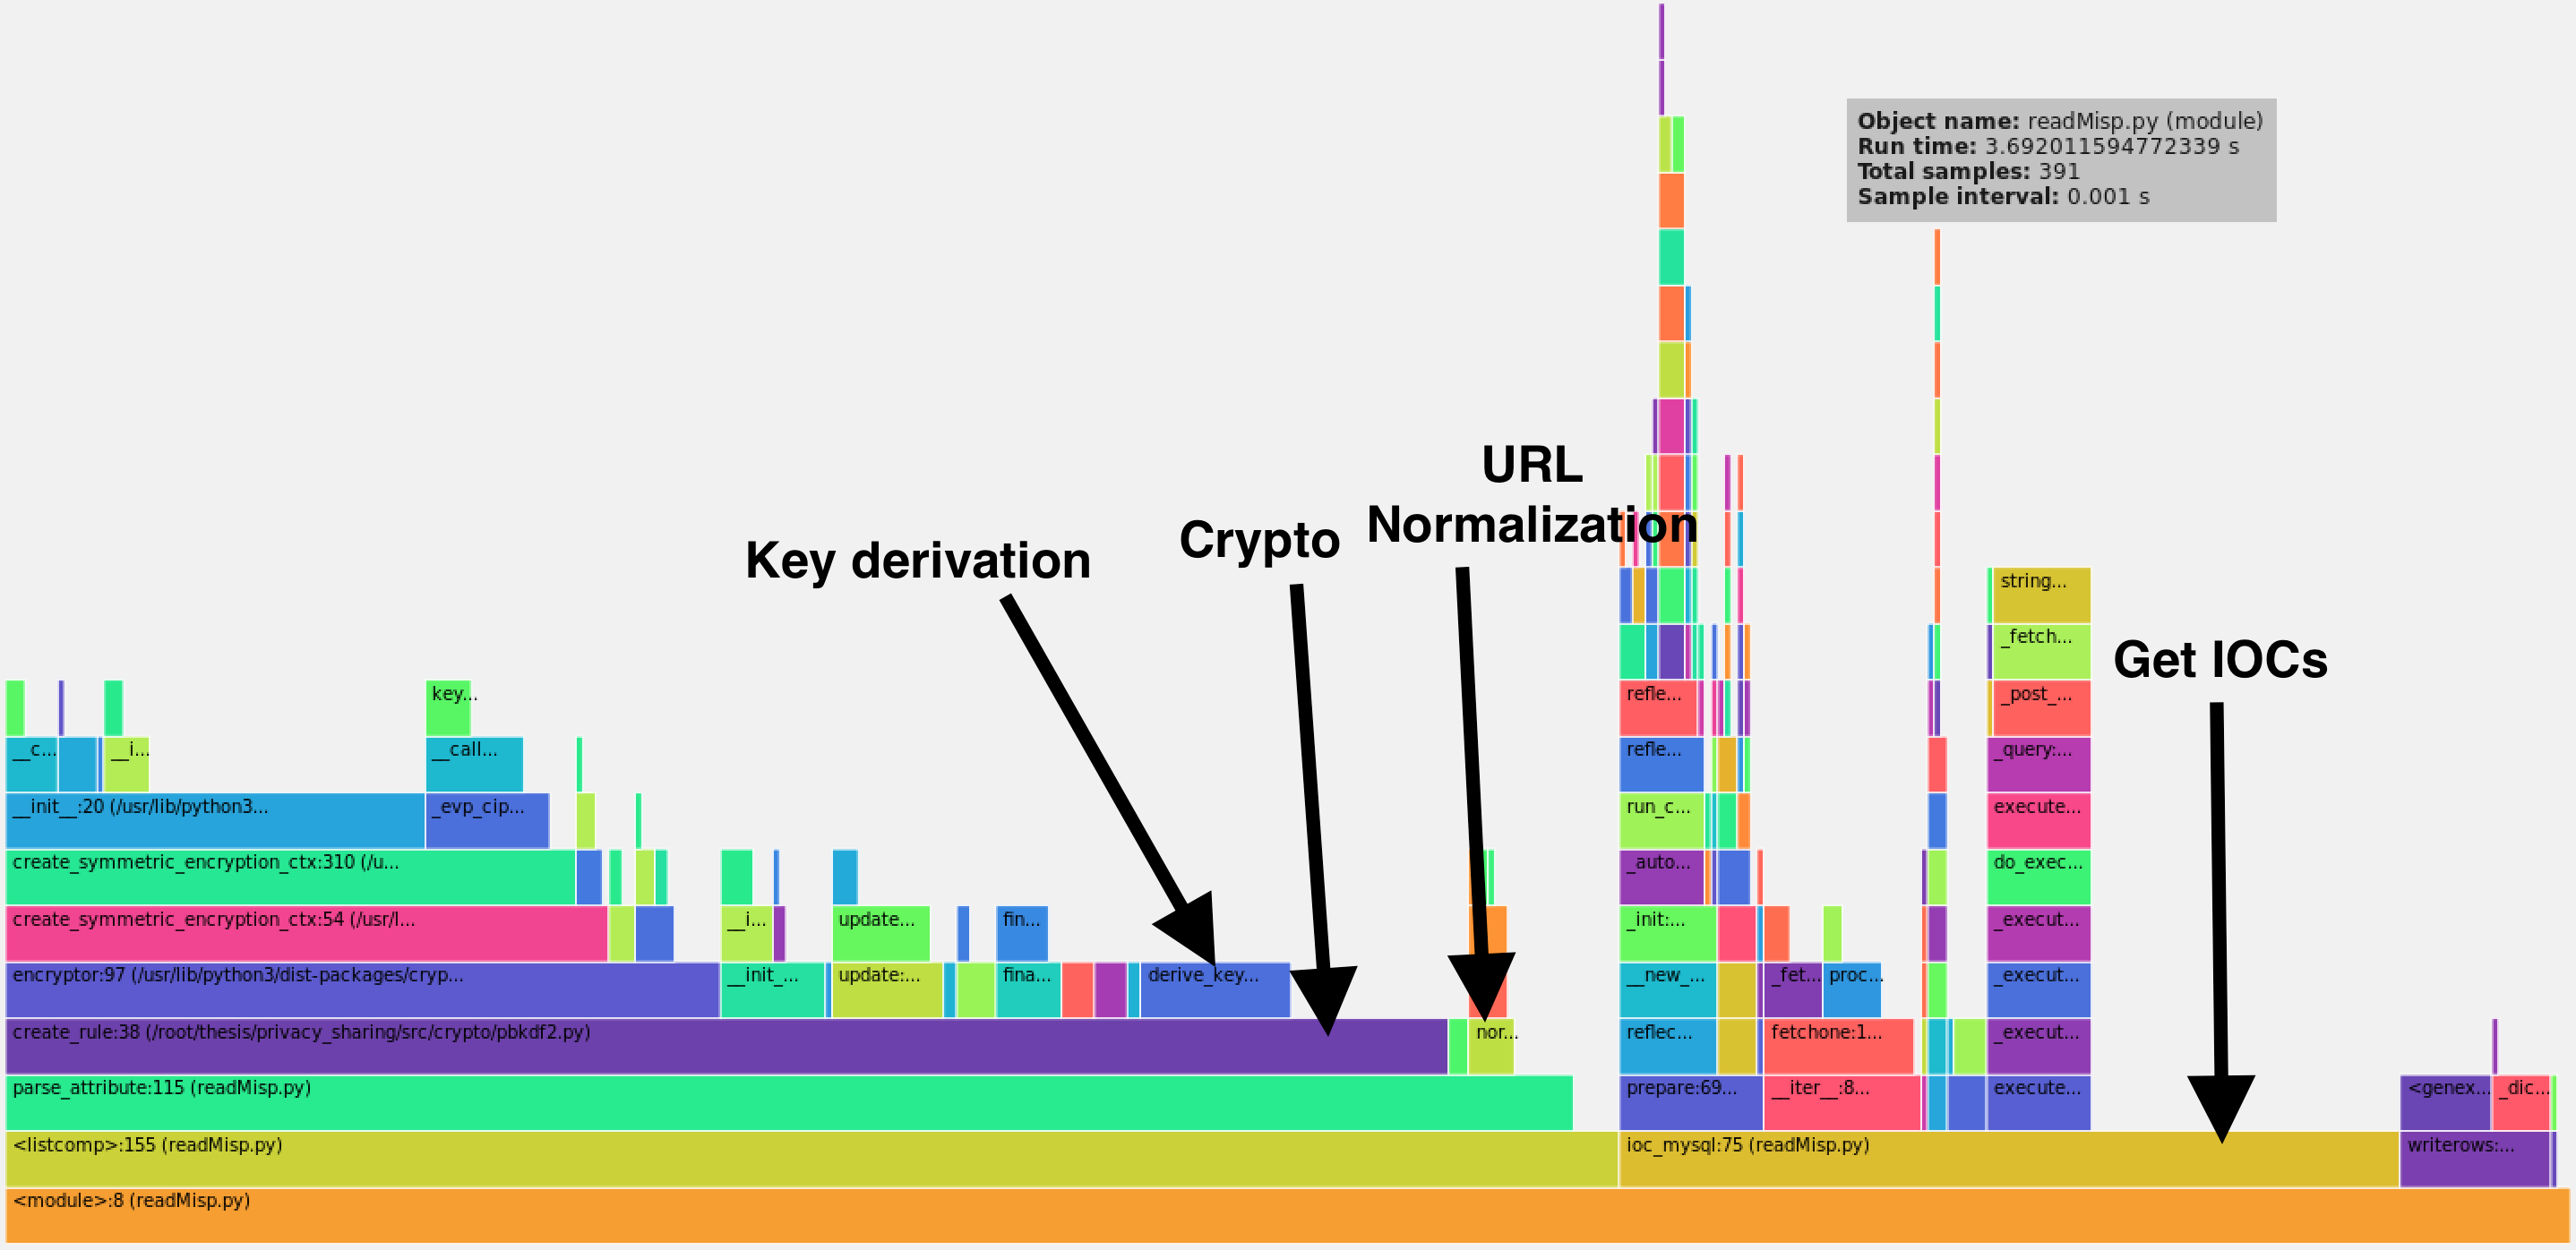 Object name: readMisp.py (module)
Run time: 3.692011594772339 s
Total samples: 391
Sample interval: 0.001 s
URL
Normalization
Crypto
Key derivation
Get IOCs
string...
_fetch...
key... refle... _post_...
__c... __i... __call... refle... _query:...
__init__:20 (/usr/lib/python3... _evp_cip... run_c... execute...
create_symmetric_encryption_ctx:310 (/u... _auto... do_exec...
create_symmetric_encryption_ctx:54 (/usr/l... __i... update... fin... _init:... _execut...
encryptor:97 (/usr/lib/python3/dist-packages/cryp... __init_... update:... fina... derive_key... __new_... _fet... proc... _execut...
create_rule:38 (/root/thesis/privacy_sharing/src/crypto/pbkdf2.py) nor... reflec... fetchone:1... _execut...
parse_attribute:115 (readMisp.py) prepare:69... __iter__:8... execute... <genex... _dic...
<listcomp>:155 (readMisp.py) ioc_mysql:75 (readMisp.py) writerows:...
<module>:8 (readMisp.py)